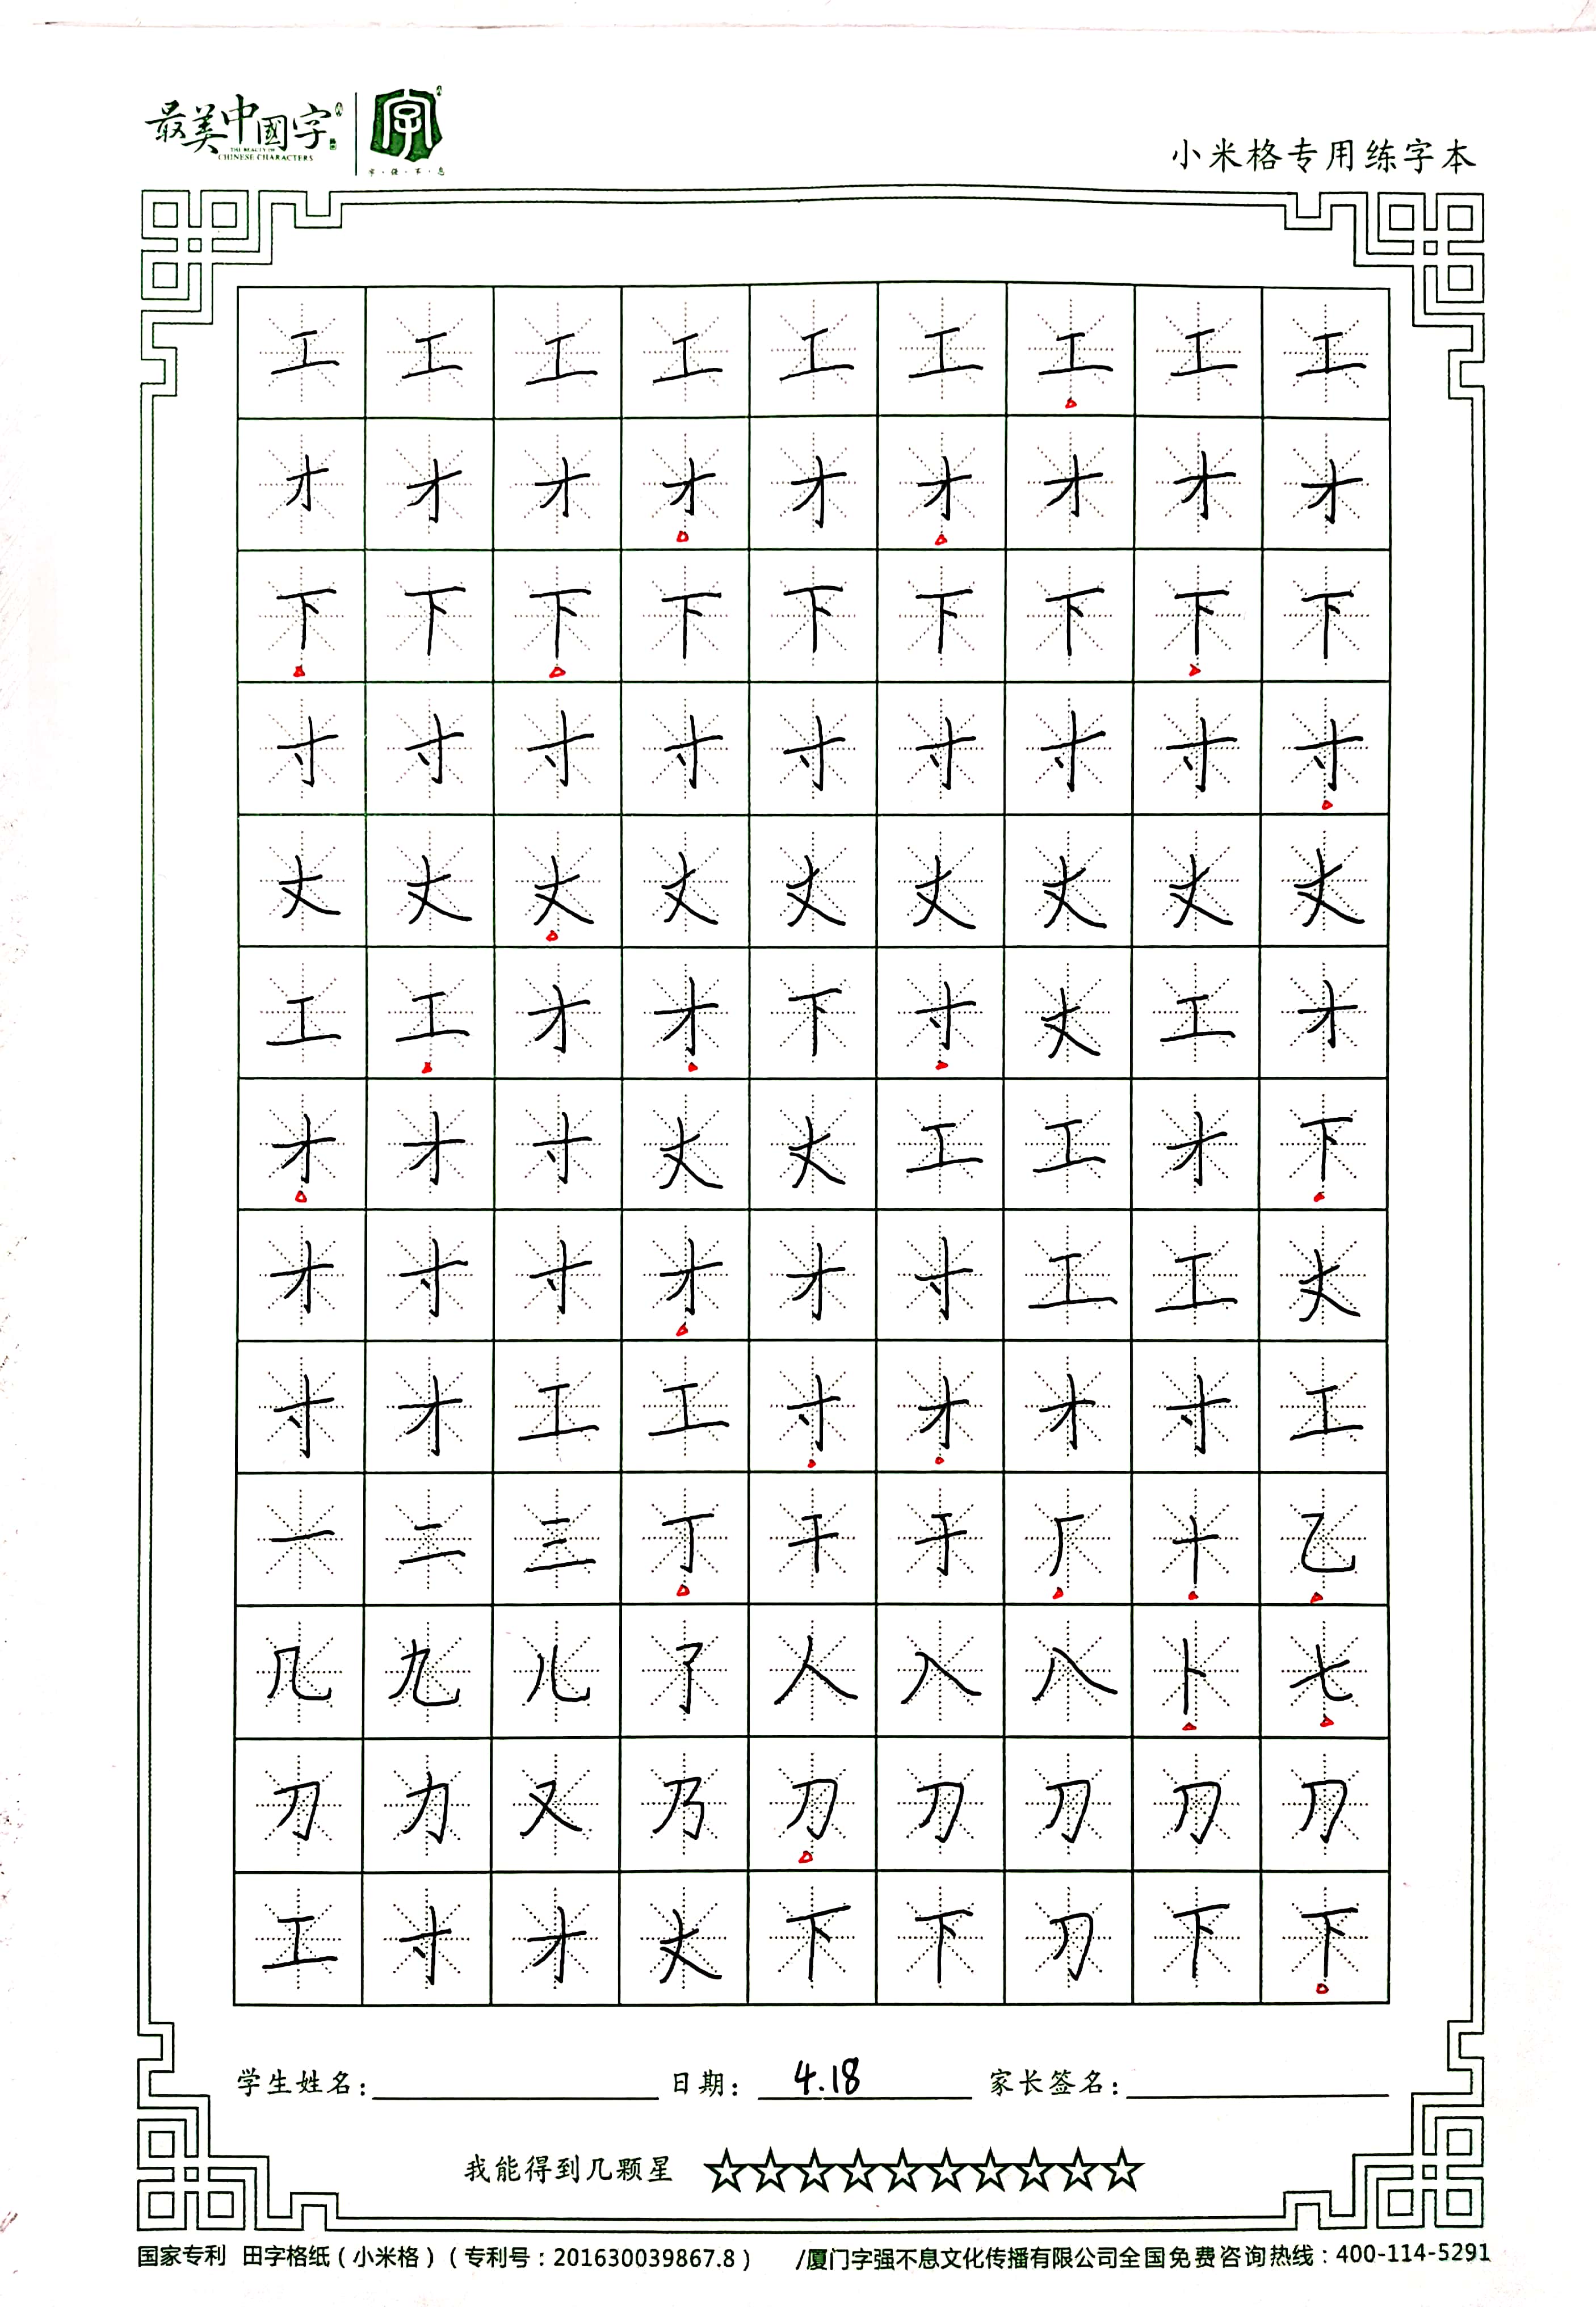 最美中國字
THE BEAUTY OF
CHINESE CHARACTERS
字
字·强·不·息
小米格专用练字本
工 工 工 工 工 工 工 工 工
才 才 才 才 才 才 才 才 才
下 下 下 下 下 下 下 下 下
寸 寸 寸 寸 寸 寸 寸 寸 寸
丈 丈 丈 丈 丈 丈 丈 丈 丈
工 工 才 才 下 寸 丈 工 才
才 才 寸 丈 丈 工 工 才 下
才 寸 寸 才 才 寸 工 工 丈
寸 才 工 工 寸 才 才 寸 工
一 二 三 丁 干 于 厂 十 乙
几 九 儿 了 人 入 八 卜 七
刀 力 又 乃 刀 刀 刀 刀 刀
工 寸 才 丈 下 下 刀 下 下
学生姓名: 日期: 4.18 家长签名:
我能得到几颗星 ☆☆☆☆☆☆☆☆☆☆
国家专利 田字格纸(小米格)(专利号:201630039867.8) /厦门字强不息文化传播有限公司全国免费咨询热线:400-114-5291